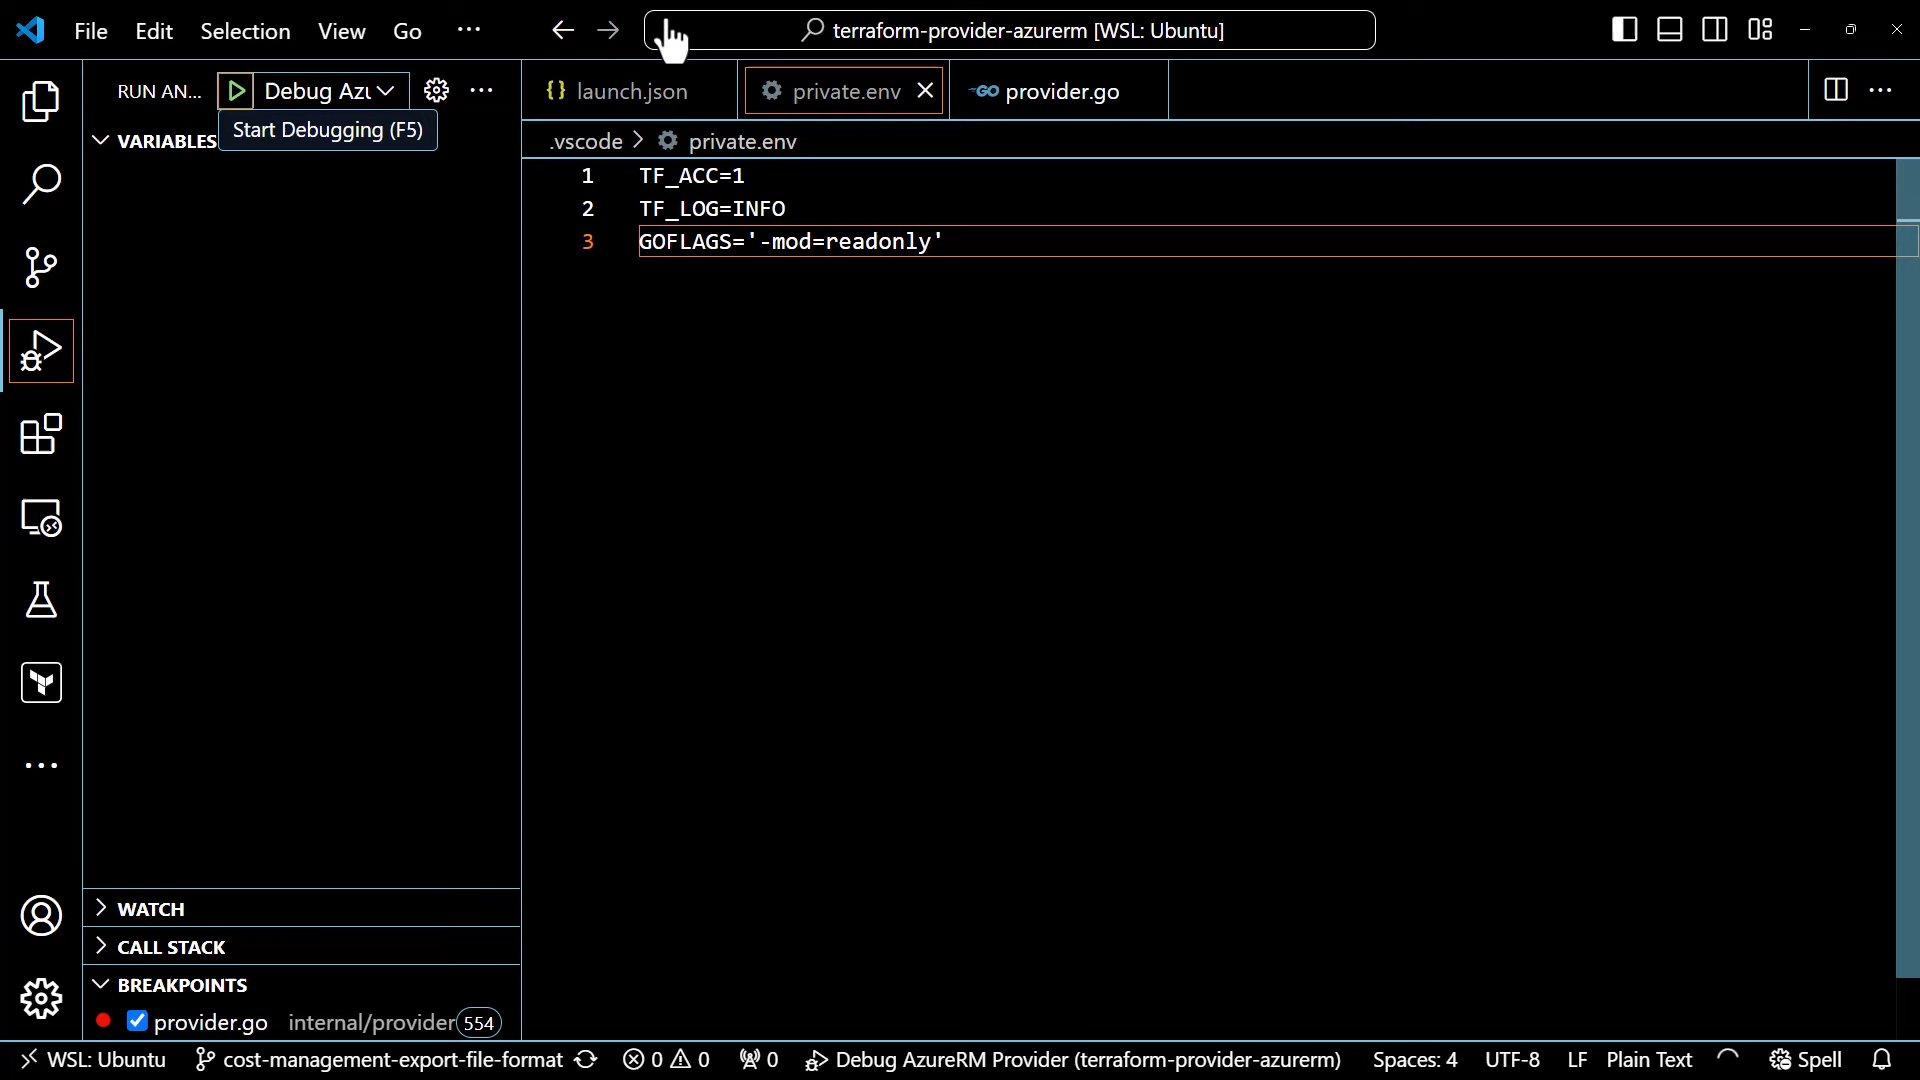 File Edit Selection View Go ...
terraform-provider-azurerm [WSL: Ubuntu]
RUN AN... Debug Azu
Start Debugging (F5)
launch.json
private.env
GO provider.go
VARIABLES
.vscode > private.env
1 TF_ACC=1
2 TF_LOG=INFO
3 GOFLAGS='-mod=readonly'
WATCH
CALL STACK
BREAKPOINTS
provider.go internal/provider 554
WSL: Ubuntu cost-management-export-file-format 0 0 0 Debug AzureRM Provider (terraform-provider-azurerm) Spaces: 4 UTF-8 LF Plain Text Spell